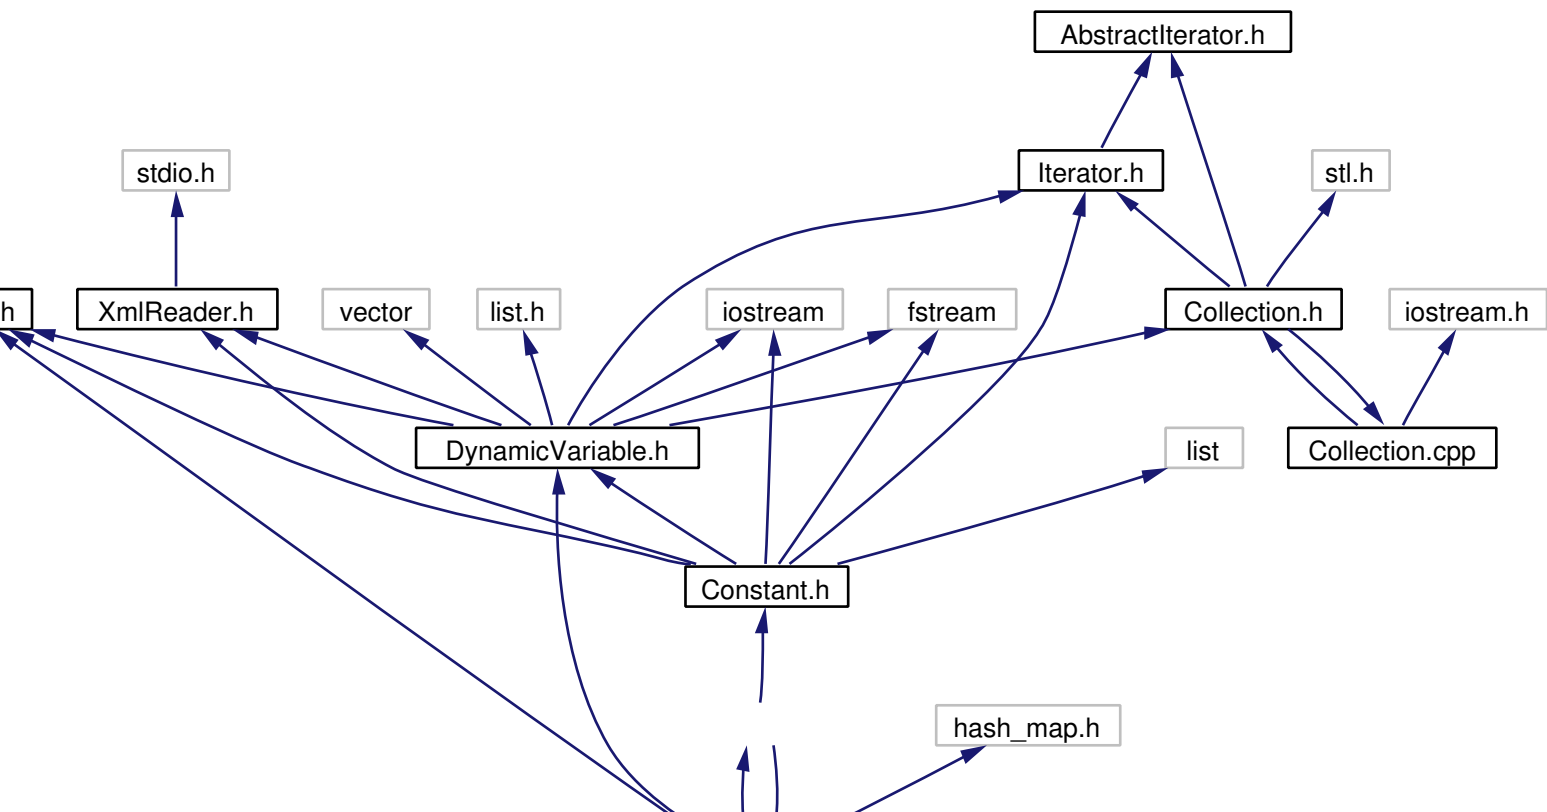 AbstractIterator.h
stdio.h
Iterator.h
stl.h
h
XmlReader.h
vector
list.h
iostream
fstream
Collection.h
iostream.h
DynamicVariable.h
list
Collection.cpp
Constant.h
hash_map.h